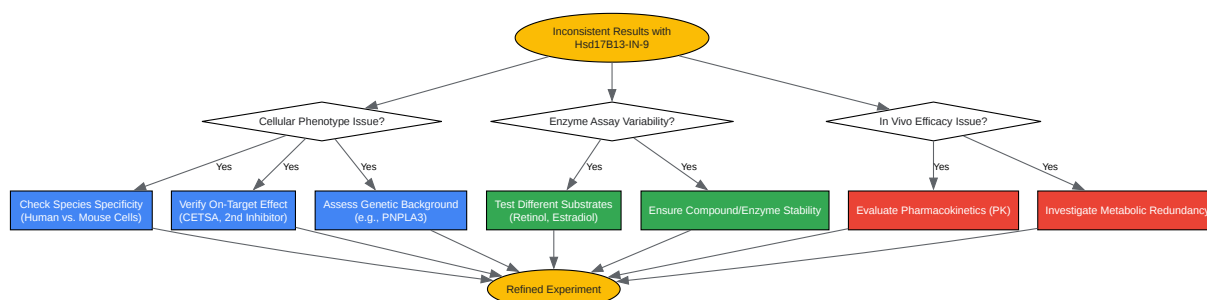 Inconsistent Results with
Hsd17B13-IN-9
Cellular Phenotype Issue?
Enzyme Assay Variability?
In Vivo Efficacy Issue?
Yes
Yes
Yes
Yes
Yes
Yes
Yes
Check Species Specificity
(Human vs. Mouse Cells)
Verify On-Target Effect
(CETSA, 2nd Inhibitor)
Assess Genetic Background
(e.g., PNPLA3)
Test Different Substrates
(Retinol, Estradiol)
Ensure Compound/Enzyme Stability
Evaluate Pharmacokinetics (PK)
Investigate Metabolic Redundancy
Refined Experiment